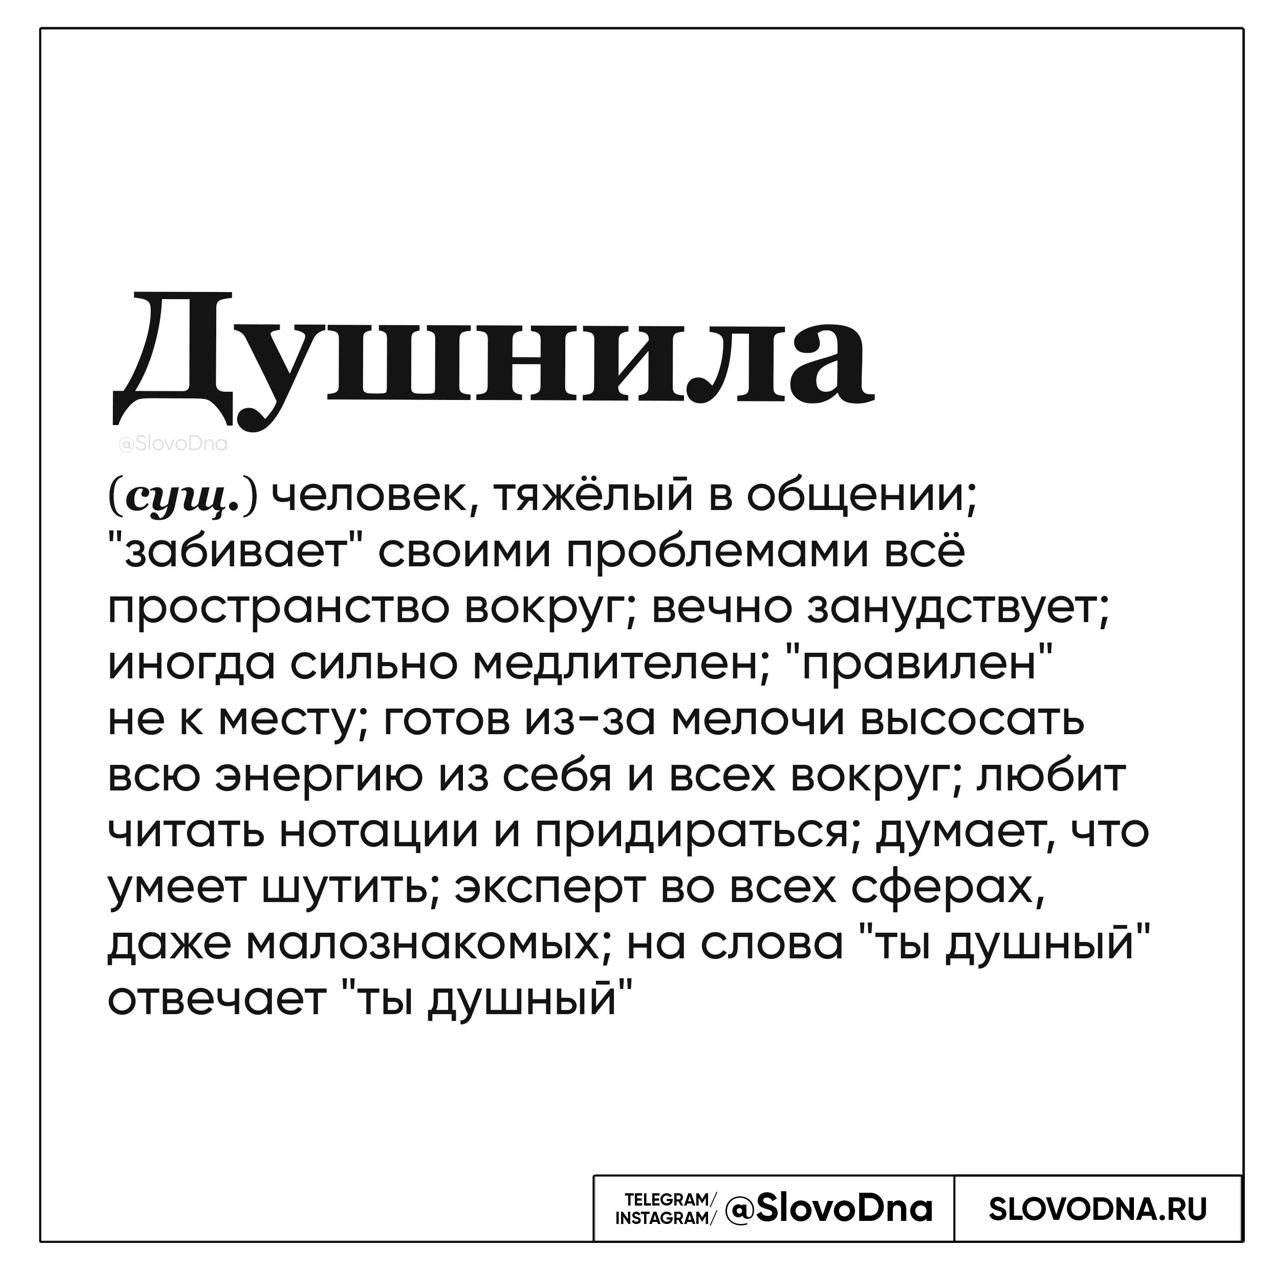 Душнила
@SlovoDna
(сущ.) человек, тяжёлый в общении;
"забивает" своими проблемами всё
пространство вокруг; вечно занудствует;
иногда сильно медлителен; "правилен"
не к месту; готов из-за мелочи высосать
всю энергию из себя и всех вокруг; любит
читать нотации и придираться; думает, что
умеет шутить; эксперт во всех сферах,
даже малознакомых; на слова "ты душный"
отвечает "ты душный"
TELEGRAM/
INSTAGRAM/
@SlovoDna
SLOVODNA.RU